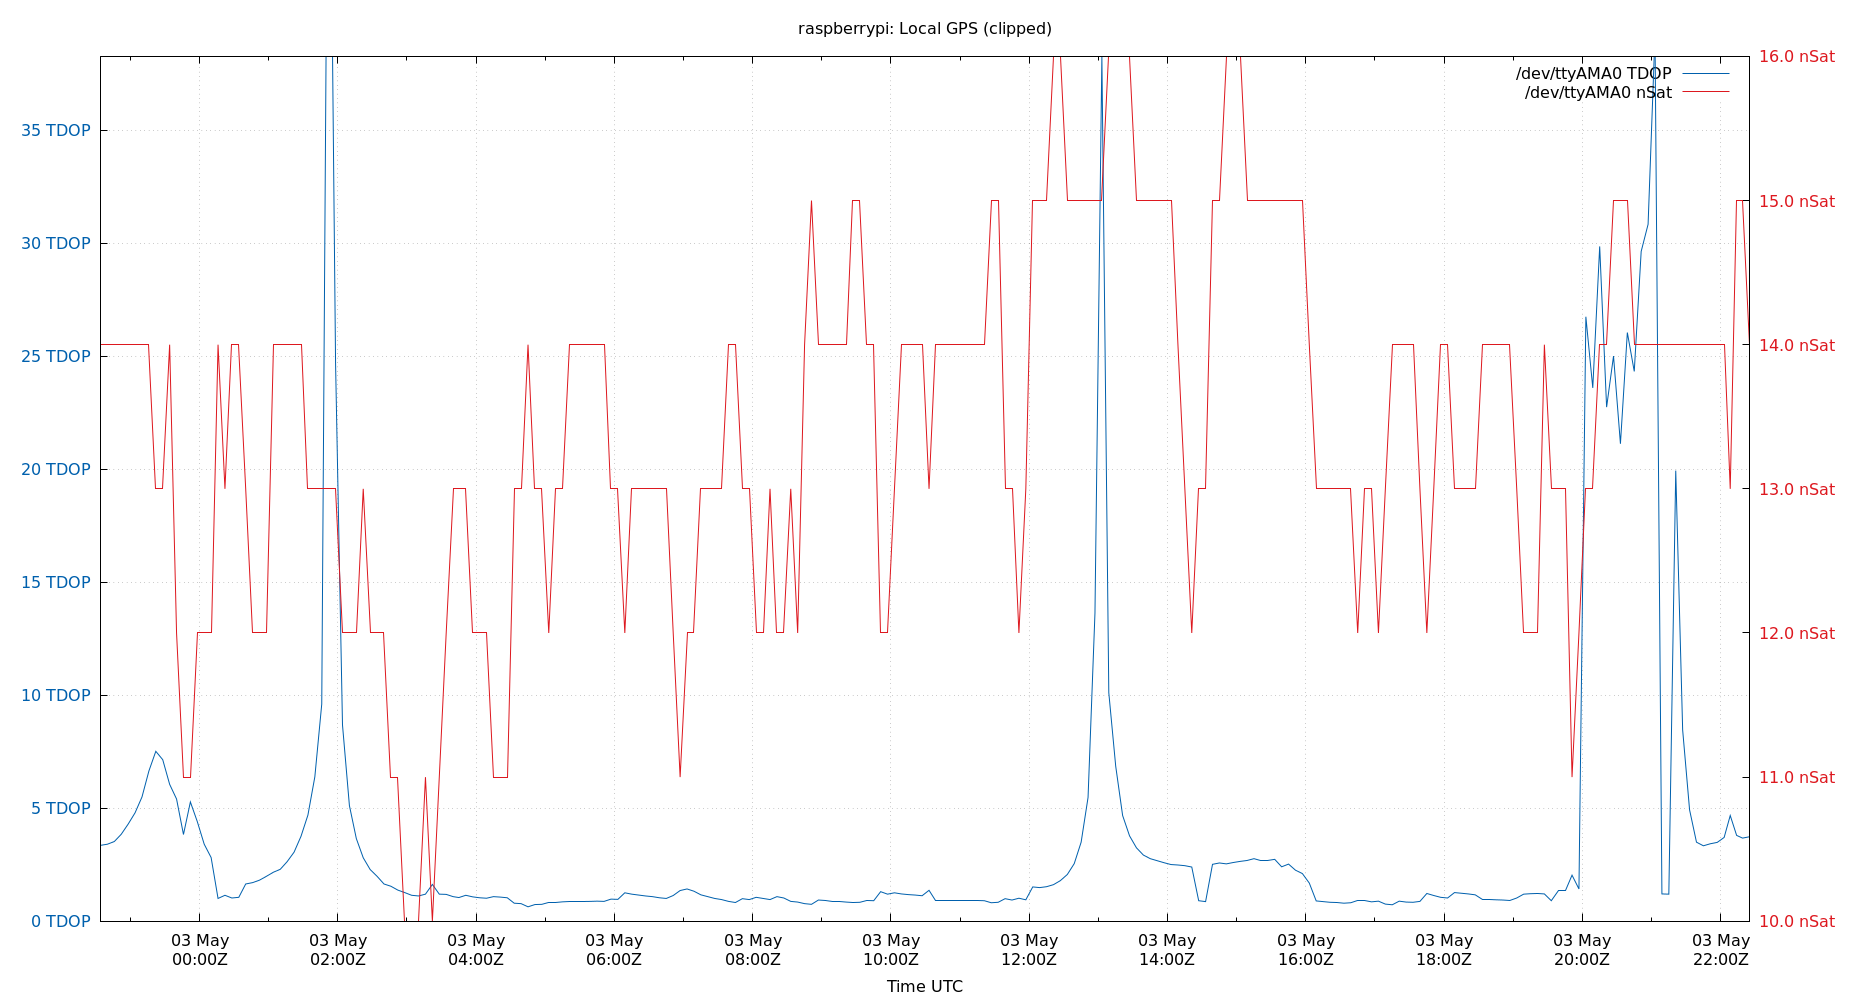 raspberrypi: Local GPS (clipped)
/dev/ttyAMA0 TDOP
/dev/ttyAMA0 nSat
35 TDOP
30 TDOP
25 TDOP
20 TDOP
15 TDOP
10 TDOP
5 TDOP
0 TDOP
16.0 nSat
15.0 nSat
14.0 nSat
13.0 nSat
12.0 nSat
11.0 nSat
10.0 nSat
03 May 03 May 03 May 03 May 03 May 03 May 03 May 03 May 03 May 03 May 03 May 03 May
00:00Z 02:00Z 04:00Z 06:00Z 08:00Z 10:00Z 12:00Z 14:00Z 16:00Z 18:00Z 20:00Z 22:00Z
Time UTC